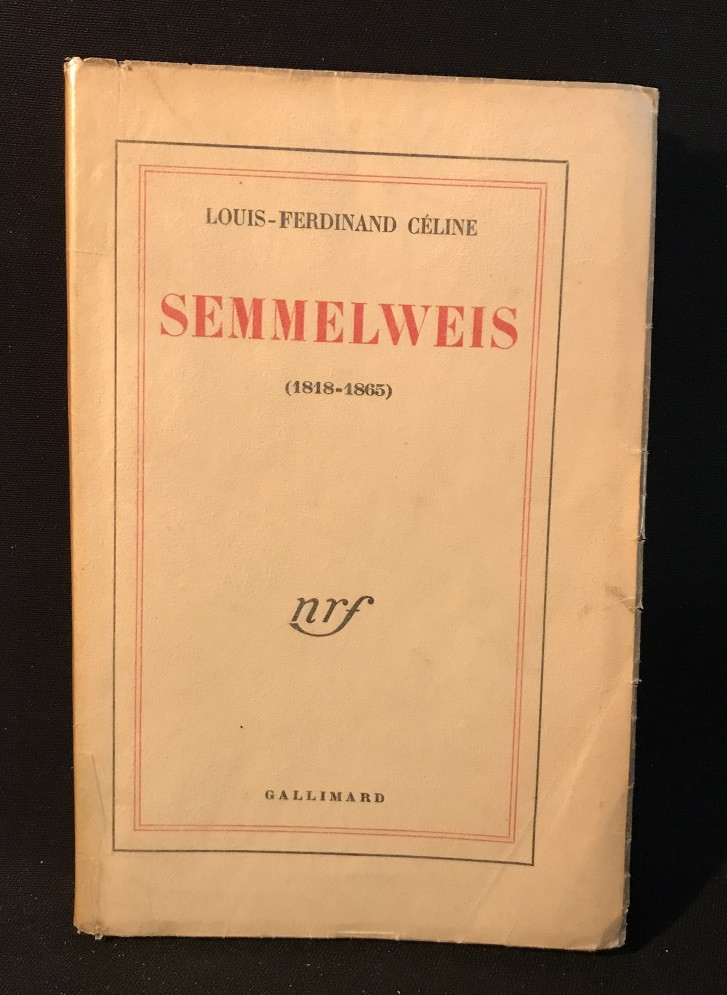 LOUIS-FERDINAND CÉLINE
SEMMELWEIS
(1818-1865)
nrf
GALLIMARD